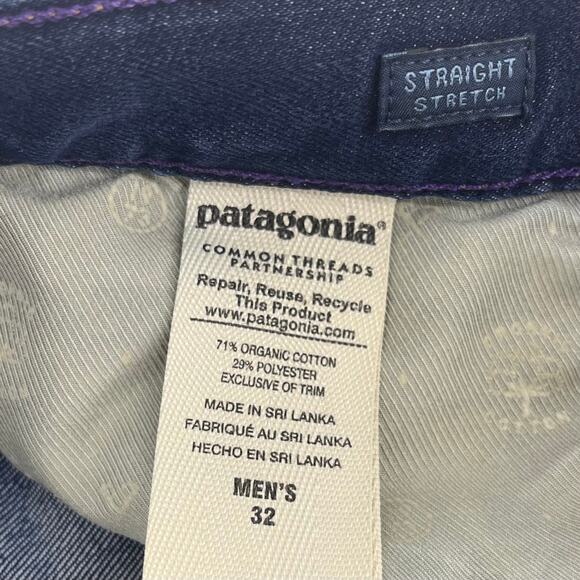 STRAIGHT
STRETCH
patagonia®
COMMON THREADS
PARTNERSHIP
Repair, Reuse, Recycle
This Product
www.patagonia.com
71% ORGANIC COTTON
29% POLYESTER
EXCLUSIVE OF TRIM
MADE IN SRI LANKA
FABRIQUÉ AU SRI LANKA
HECHO EN SRI LANKA
MEN'S
32